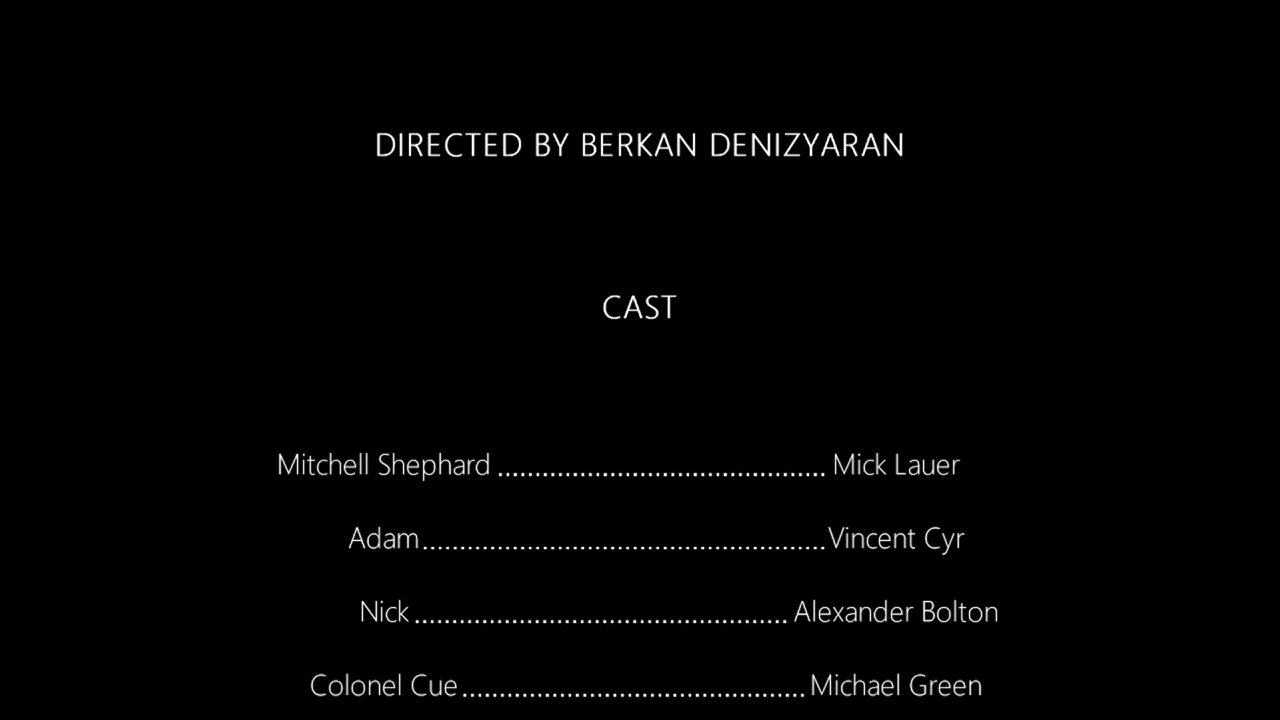 DIRECTED BY BERKAN DENIZYARAN
CAST
Mitchell Shephard ............................................ Mick Lauer
Adam......................................................Vincent Cyr
Nick .................................................. Alexander Bolton
Colonel Cue..............................................Michael Green